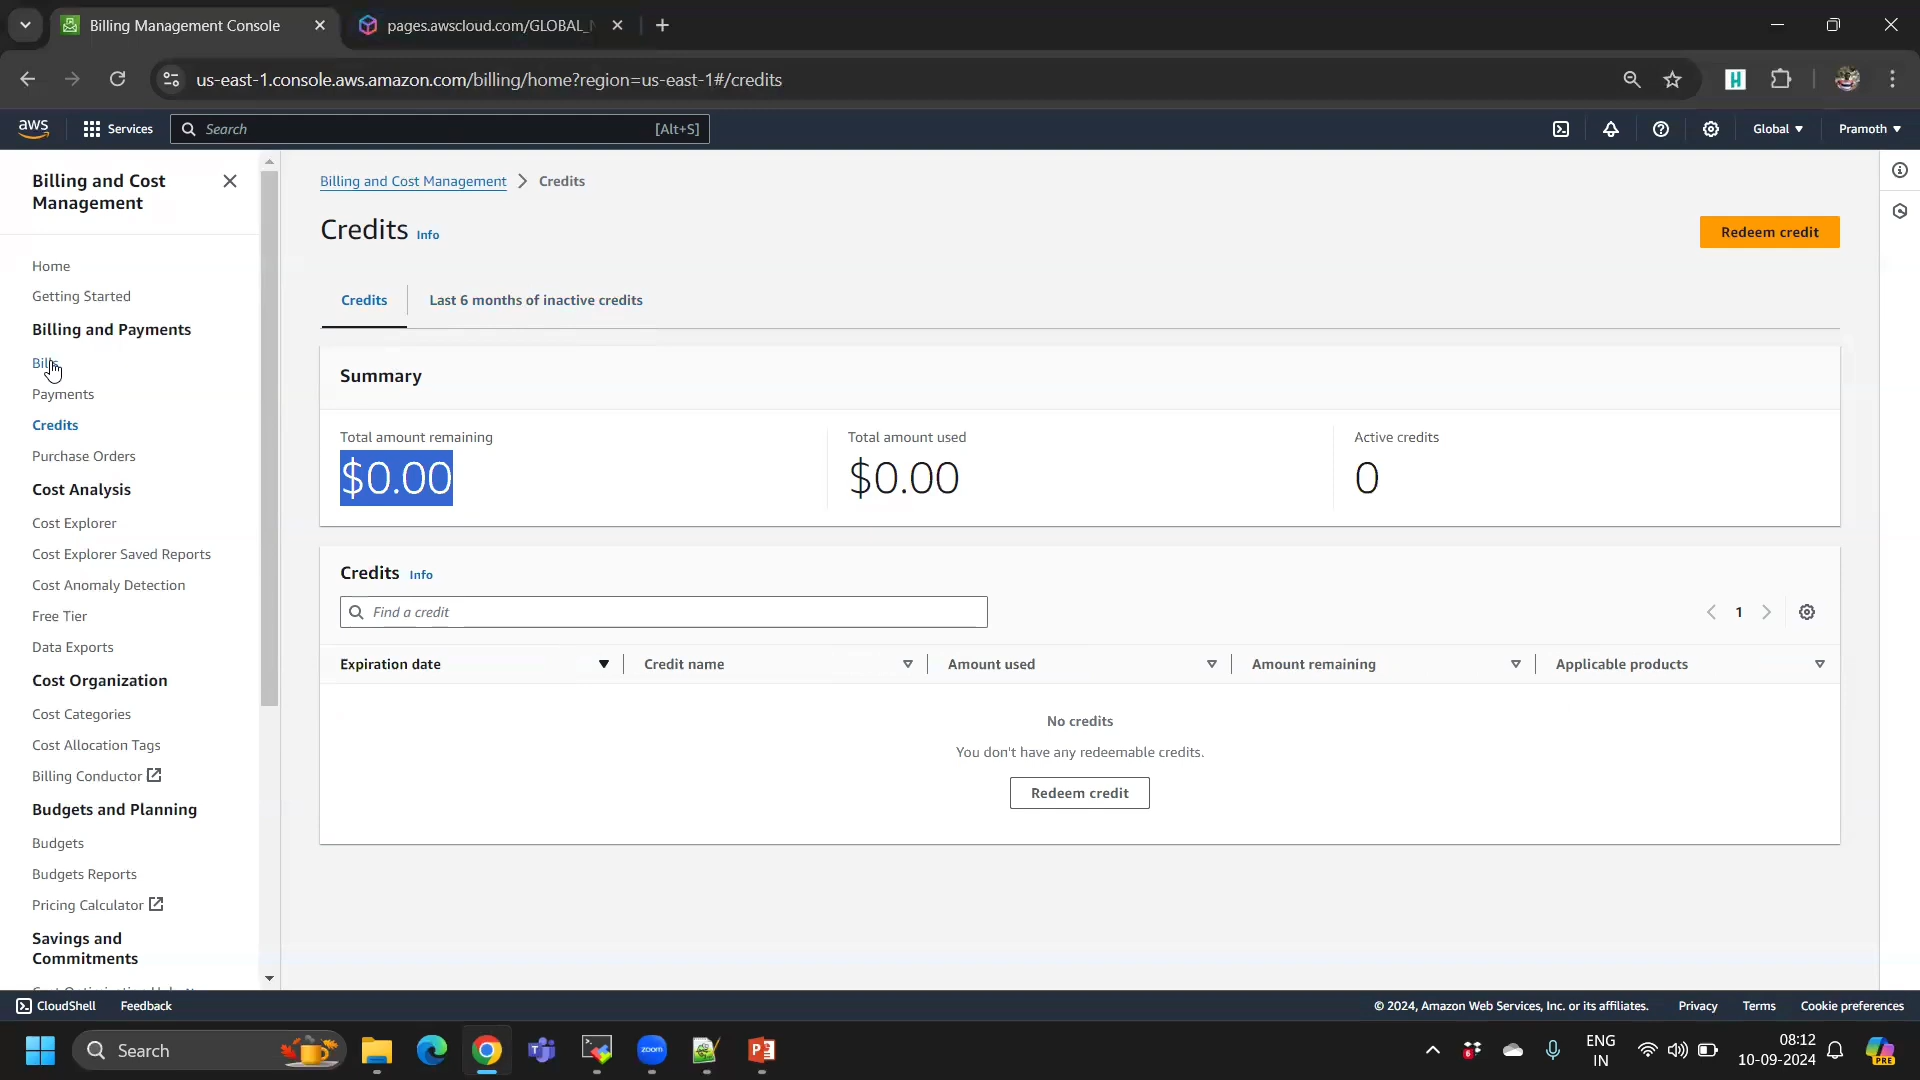 Billing Management Console
pages.awscloud.com/GLOBAL_
us-east-1.console.aws.amazon.com/billing/home?region=us-east-1#/credits
aws
Services
Search
[Alt+S]
Global
Pramoth
Billing and Cost
Management
Home
Getting Started
Billing and Payments
Bills
Payments
Credits
Purchase Orders
Cost Analysis
Cost Explorer
Cost Explorer Saved Reports
Cost Anomaly Detection
Free Tier
Data Exports
Cost Organization
Cost Categories
Cost Allocation Tags
Billing Conductor
Budgets and Planning
Budgets
Budgets Reports
Pricing Calculator
Savings and
Commitments
Billing and Cost Management > Credits
Credits Info
Redeem credit
Credits
Last 6 months of inactive credits
Summary
Total amount remaining
$0.00
Total amount used
$0.00
Active credits
0
Credits Info
Find a credit
1
Expiration date
Credit name
Amount used
Amount remaining
Applicable products
No credits
You don't have any redeemable credits.
Redeem credit
CloudShell
Feedback
© 2024, Amazon Web Services, Inc. or its affiliates.
Privacy
Terms
Cookie preferences
Search
zoom
6
ENG
IN
08:12
10-09-2024
PRE